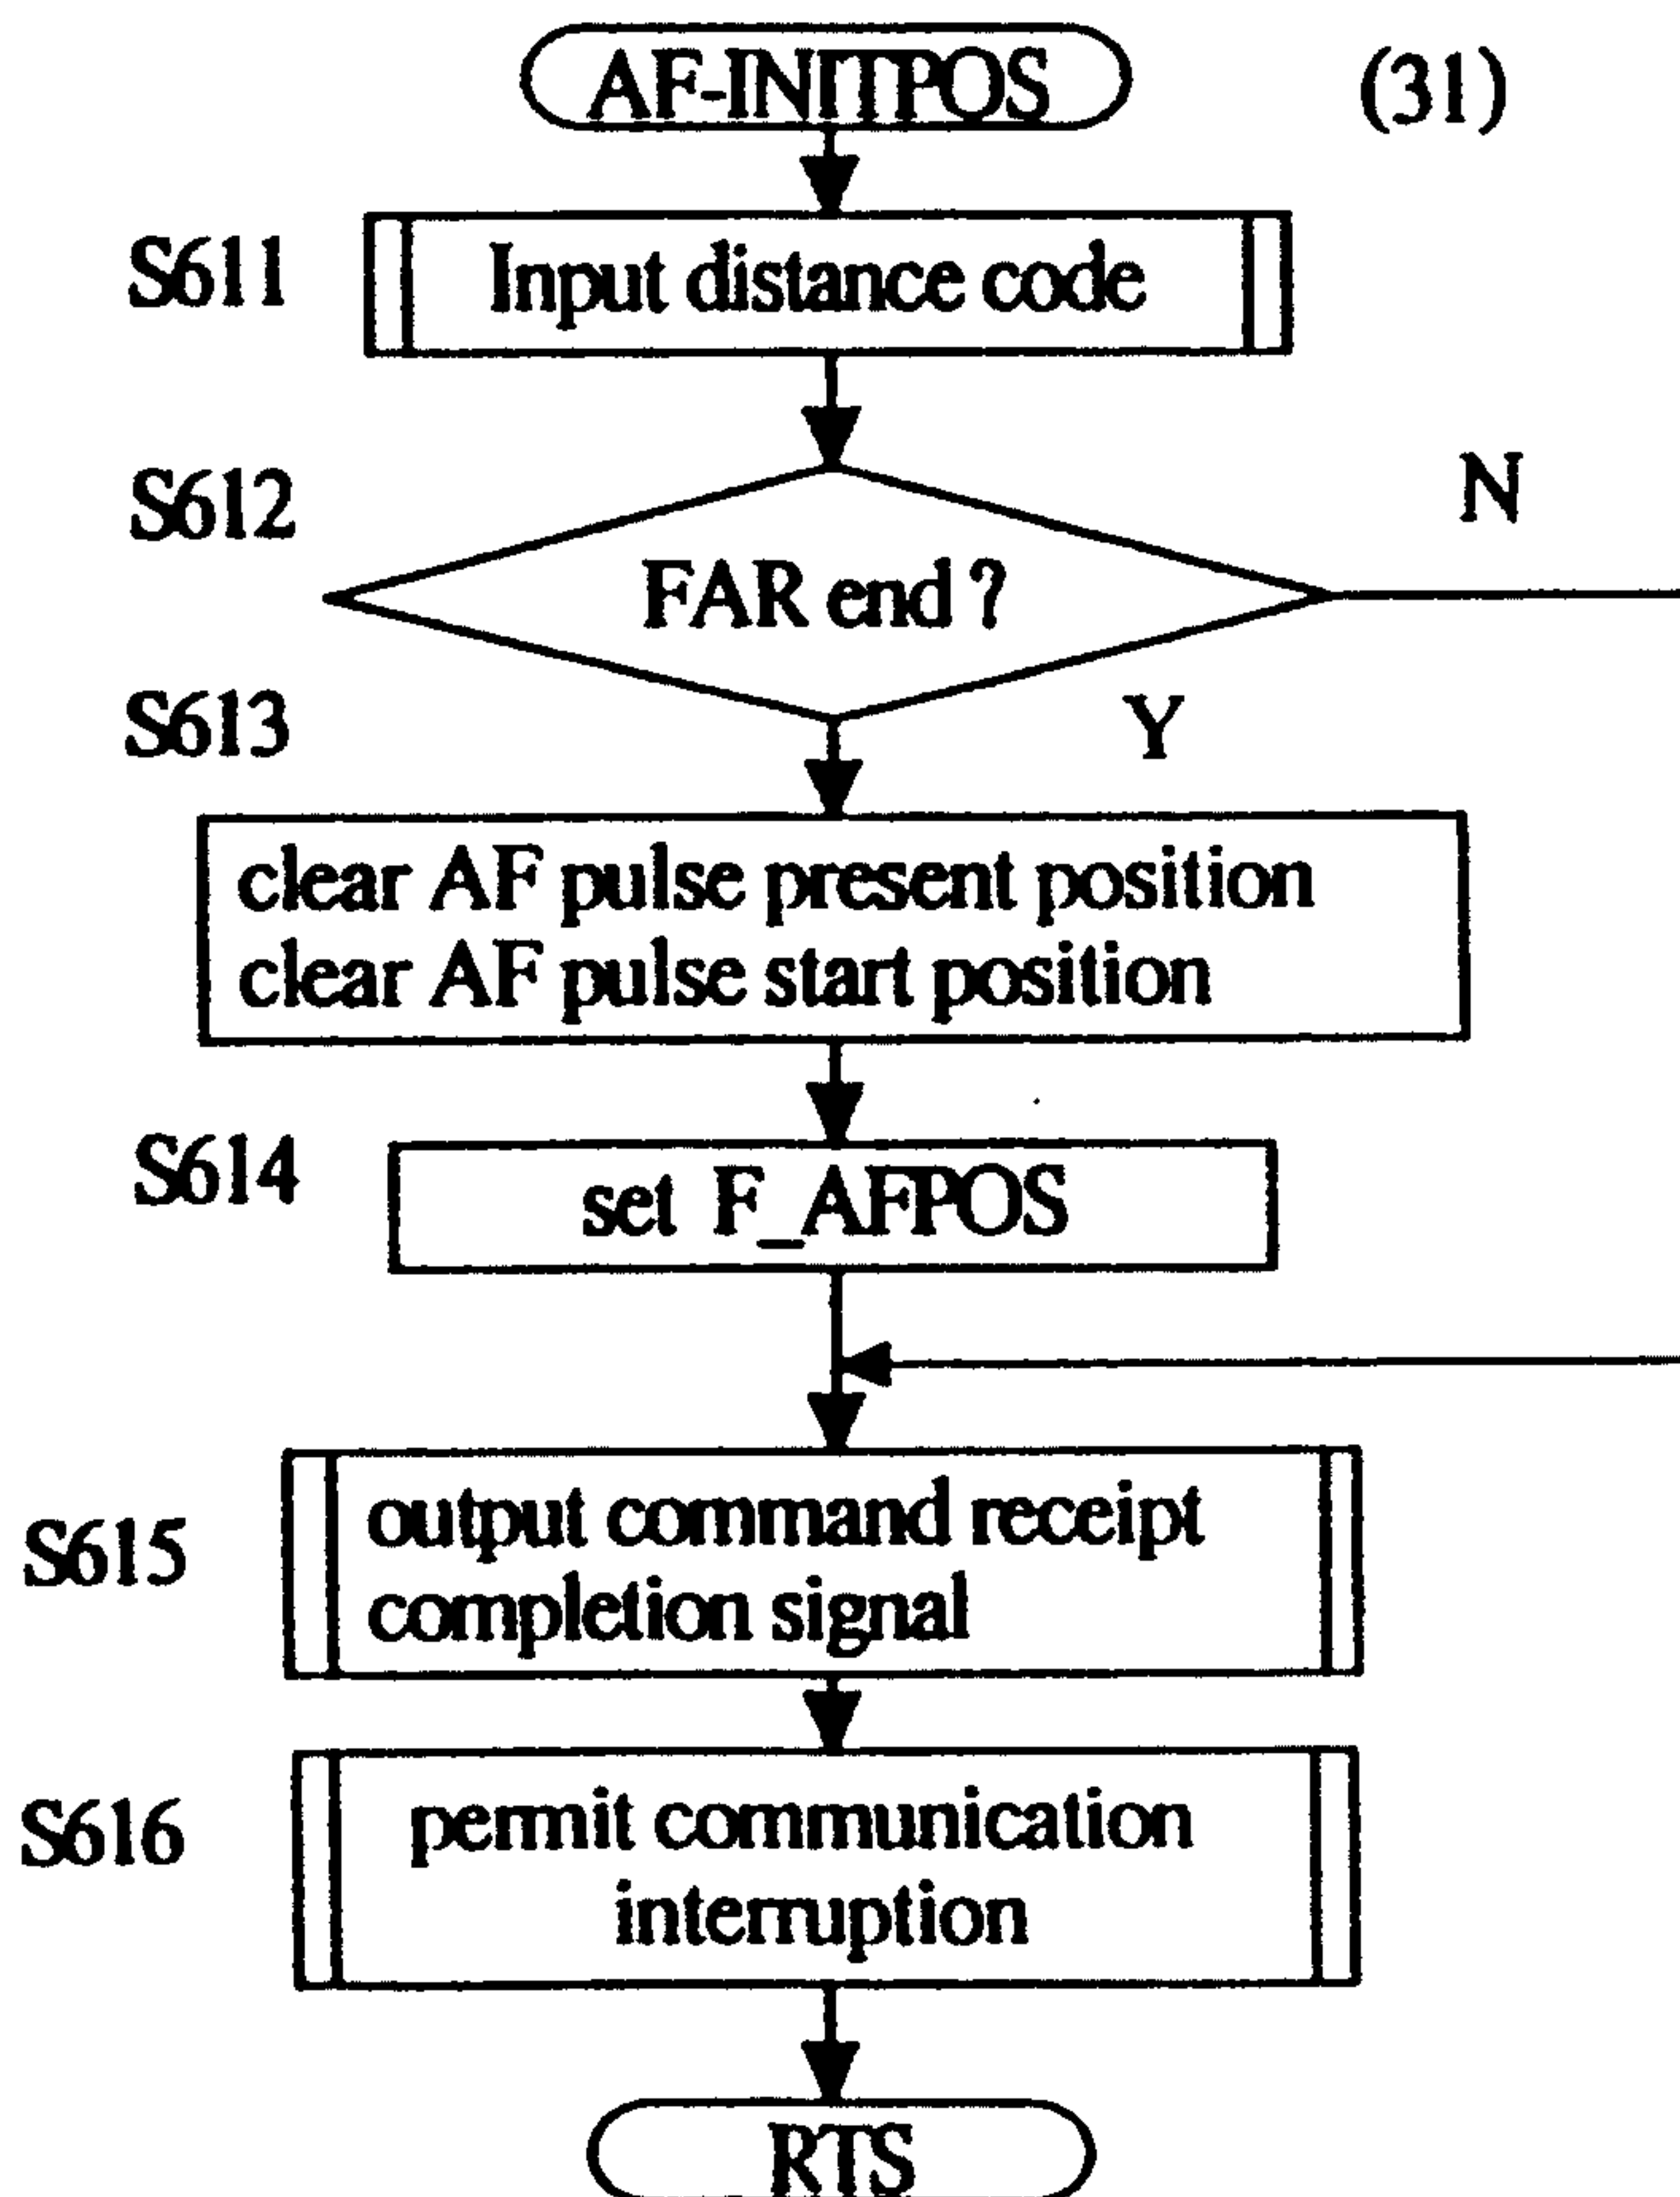 AF-INITPOS
(31)
S611
Input distance code
S612
N
FAR end ?
S613
Y
clear AF pulse present position
clear AF pulse start position
S614
set F_AFPOS
S615
output command receipt
completion signal
S616
permit communication
interruption
RTS